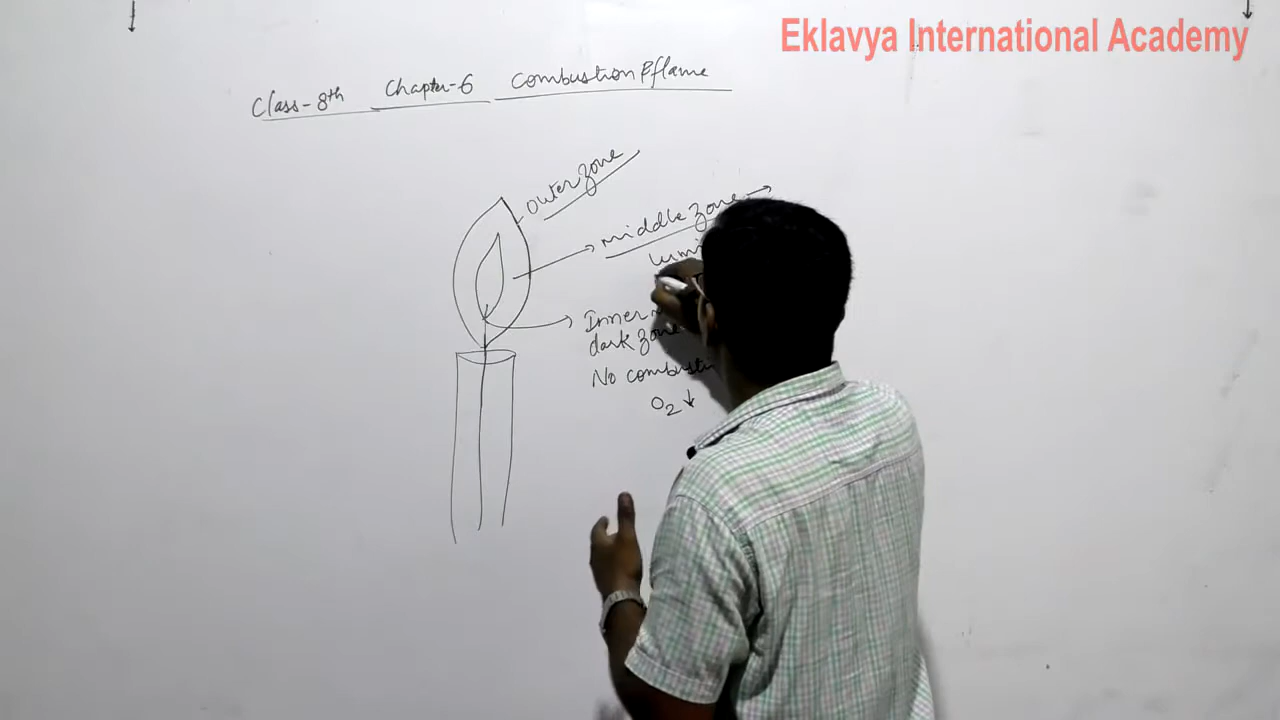 Eklavya International Academy
Class-8th Chapter-6 Combustion & flame
Outer zone
middle zone
lumi
Inner
dark zone
No combusti
O2 ↓